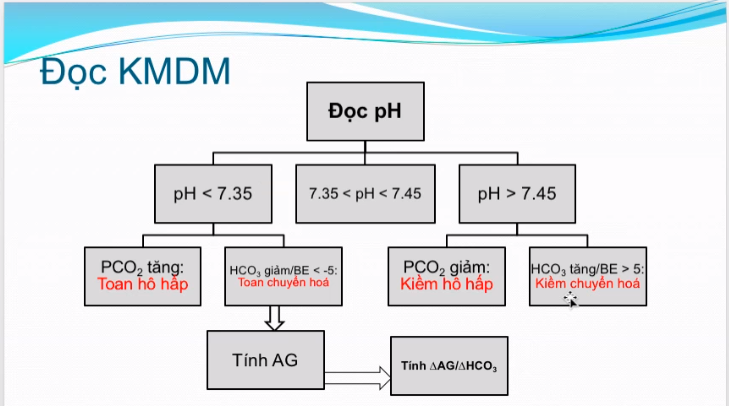 Đọc KMDM
Đọc pH
pH < 7.35
7.35 < pH < 7.45
pH > 7.45
PCO₂ tăng:
Toan hô hấp
HCO₃ giảm/BE < -5:
Toan chuyển hoá
PCO₂ giảm:
Kiềm hô hấp
HCO₃ tăng/BE > 5:
Kiềm chuyển hoá
Tính AG
Tính ∆AG/∆HCO₃